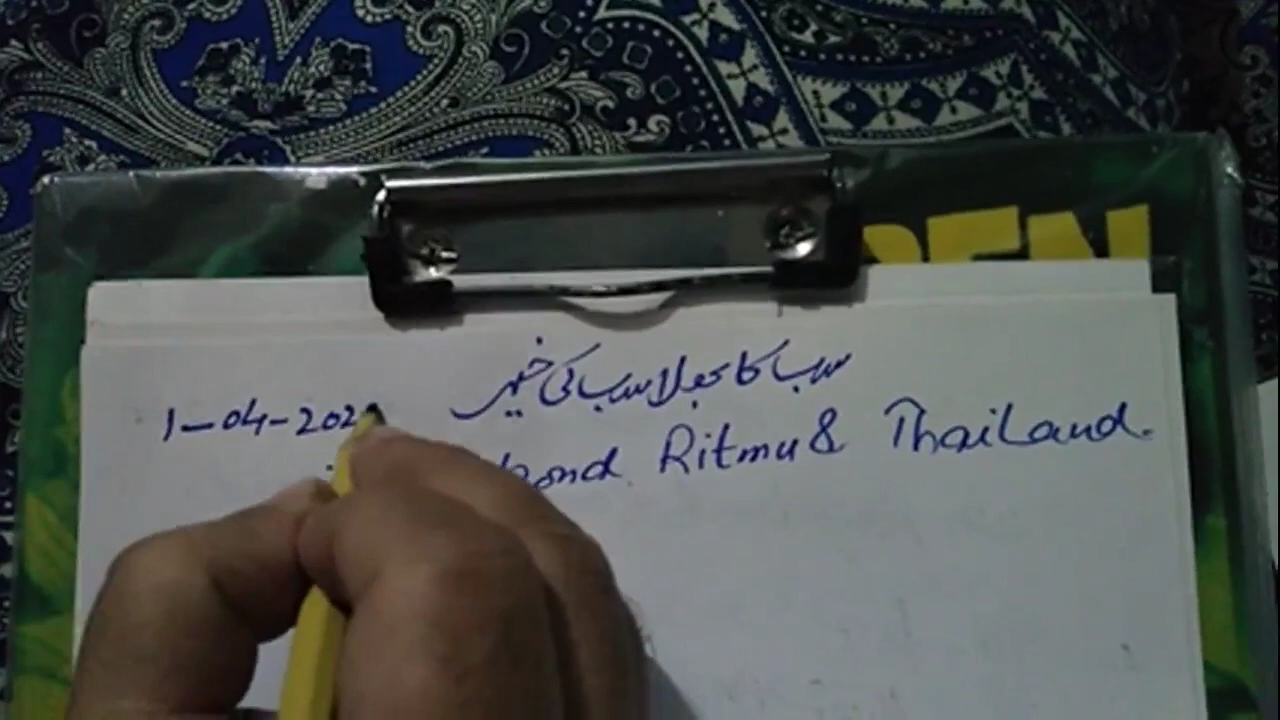 سب کا بھلا سب کی خیر
1-04-202
Ritmu & Thailand.